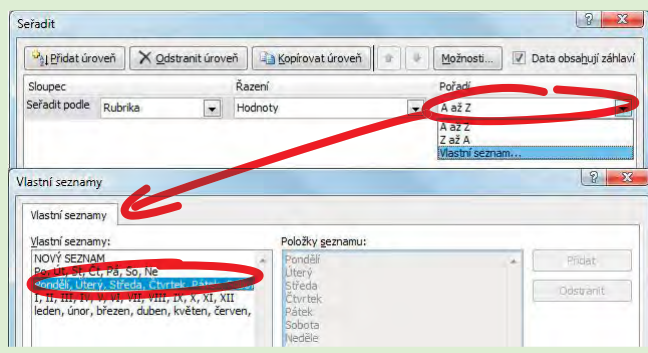 Seřadit
Přidat úroveň Odstranit úroveň Kopírovat úroveň Možnosti... Data obsahují záhlaví
Sloupec Řazení Pořadí
Seřadit podle Rubrika Hodnoty A až Z
A až Z
Z až A
Vlastní seznam...
Vlastní seznamy
Vlastní seznamy
Vlastní seznamy: Položky seznamu:
NOVÝ SEZNAM
Po, Út, St, Čt, Pá, So, Ne
Pondělí, Úterý, Středa, Čtvrtek, Pátek,
I, II, III, IV, V, VI, VII, VIII, IX, X, XI, XII
leden, únor, březen, duben, květen, červen,
Pondělí
Úterý
Středa
Čtvrtek
Pátek
Sobota
Neděle
Přidat
Odstranit